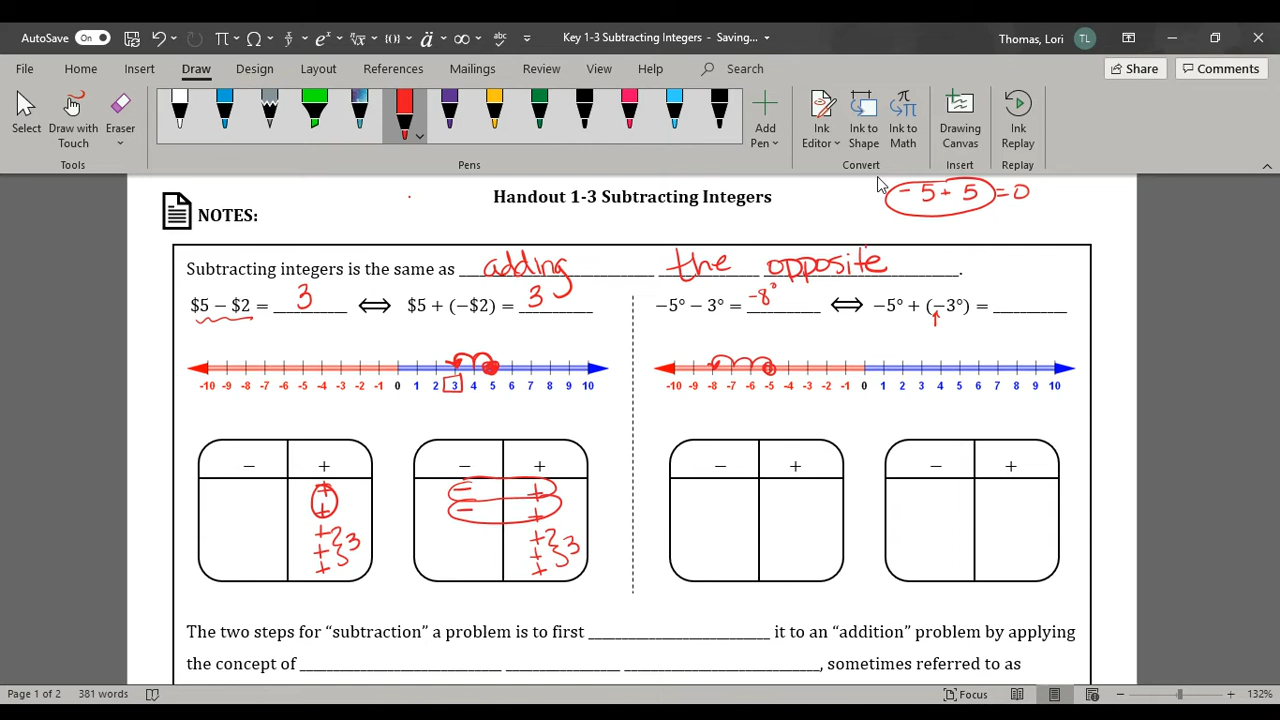 AutoSave On Key 1-3 Subtracting Integers - Saving... Thomas, Lori TL
File Home Insert Draw Design Layout References Mailings Review View Help Search Share Comments
Select Draw with Touch Eraser Add Pen Ink Editor Ink to Shape Ink to Math Drawing Canvas Ink Replay
Tools Pens Convert Insert Replay
Handout 1-3 Subtracting Integers
-5+5=0
NOTES:
Subtracting integers is the same as adding the opposite.
$5 − $2 = 3 ⟺ $5 + (−$2) = 3 −5° − 3° = -8° ⟺ −5° + (−3°) = ___________
-10 -9 -8 -7 -6 -5 -4 -3 -2 -1 0 1 2 3 4 5 6 7 8 9 10 -10 -9 -8 -7 -6 -5 -4 -3 -2 -1 0 1 2 3 4 5 6 7 8 9 10
− + − + − + − +
+ − +
+ − +
+ +
+ 3 + 3
+ +
The two steps for “subtraction” a problem is to first __________________________ it to an “addition” problem by applying
the concept of _____________________________ ________________ ____________________________, sometimes referred to as
Page 1 of 2 381 words Focus 132%